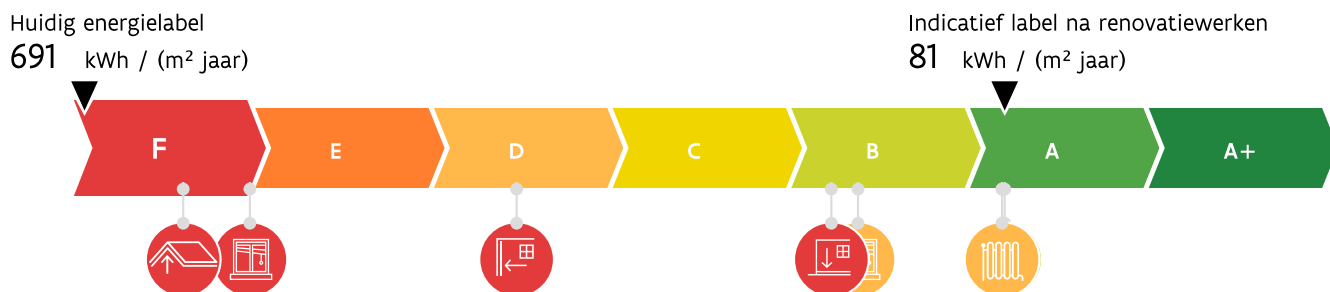 Huidig energielabel
691 kWh / (m² jaar)
Indicatief label na renovatiewerken
81 kWh / (m² jaar)
F E D C B A A+